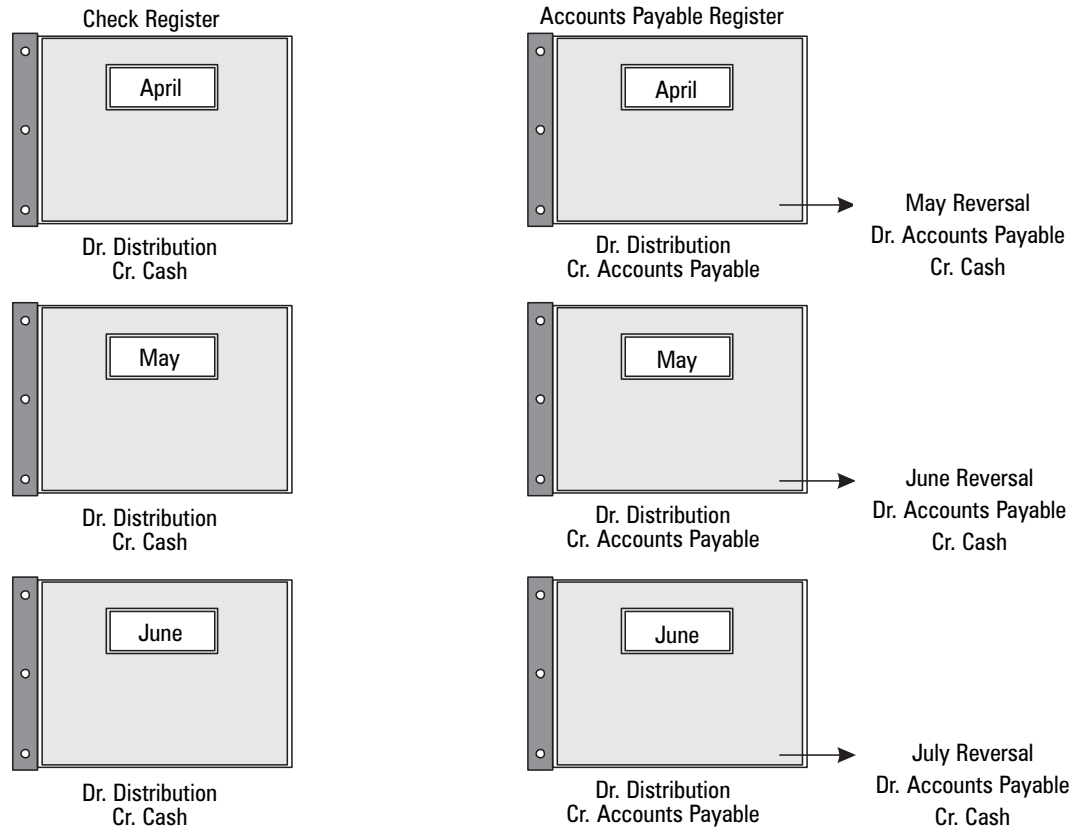 Check Register
Accounts Payable Register
April
April
May Reversal
Dr. Accounts Payable
Cr. Cash
Dr. Distribution
Cr. Cash
Dr. Distribution
Cr. Accounts Payable
May
May
June Reversal
Dr. Accounts Payable
Cr. Cash
Dr. Distribution
Cr. Cash
Dr. Distribution
Cr. Accounts Payable
June
June
July Reversal
Dr. Accounts Payable
Cr. Cash
Dr. Distribution
Cr. Cash
Dr. Distribution
Cr. Accounts Payable